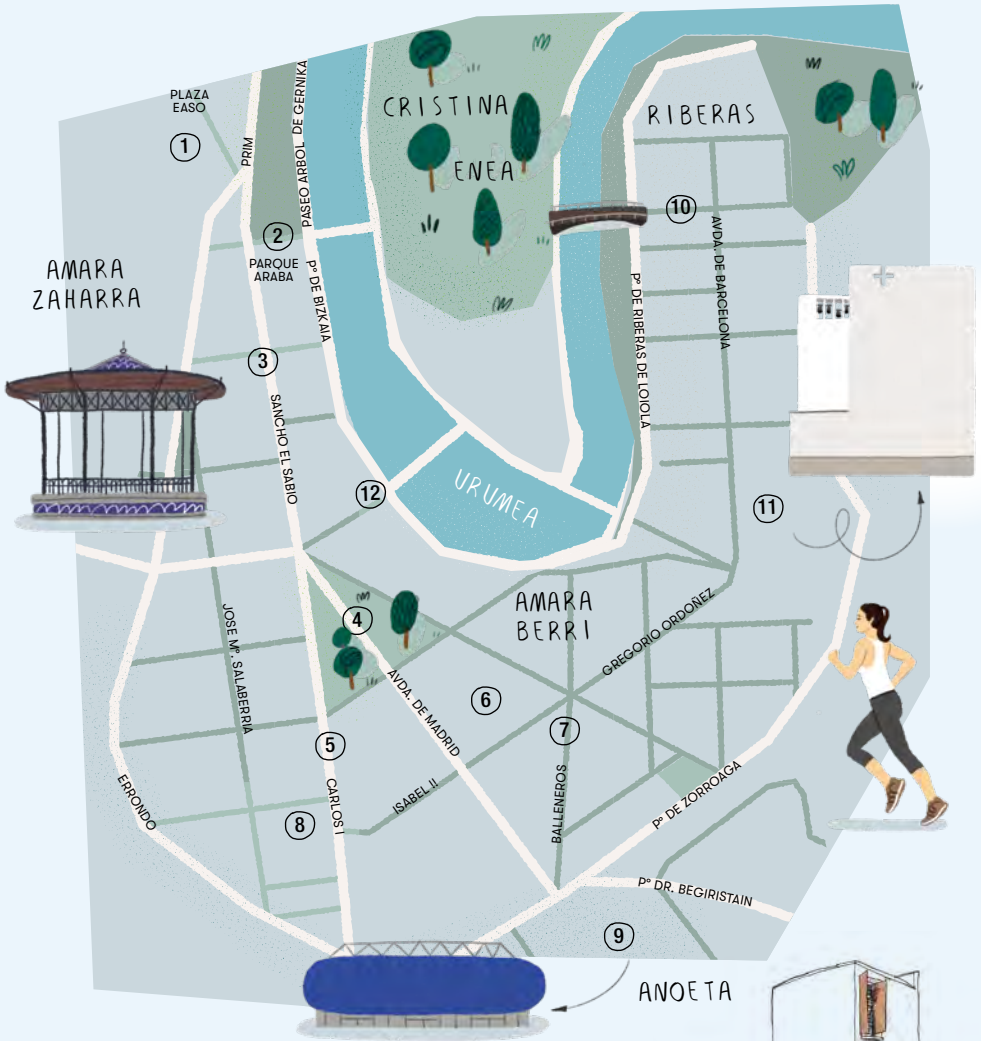 PLAZA
EASO
1
PRIM
PASEO ARBOL DE GERNIKA
CRISTINA
ENEA
RIBERAS
10
2
PARQUE
ARABA
AMARA
ZAHARRA
Pº DE BIZKAIA
Pº DE RIBERAS DE LOIOLA
AVDA. DE BARCELONA
3
SANCHO EL SABIO
12
URUMEA
11
AMARA
BERRI
GREGORIO ORDOÑEZ
4
JOSE Mª. SALABERRIA
AVDA. DE MADRID
6
5
7
ERRONDO
CARLOS I
ISABEL II
BALLENEROS
Pº DE ZORROAGA
8
Pº DR. BEGIRISTAIN
9
ANOETA